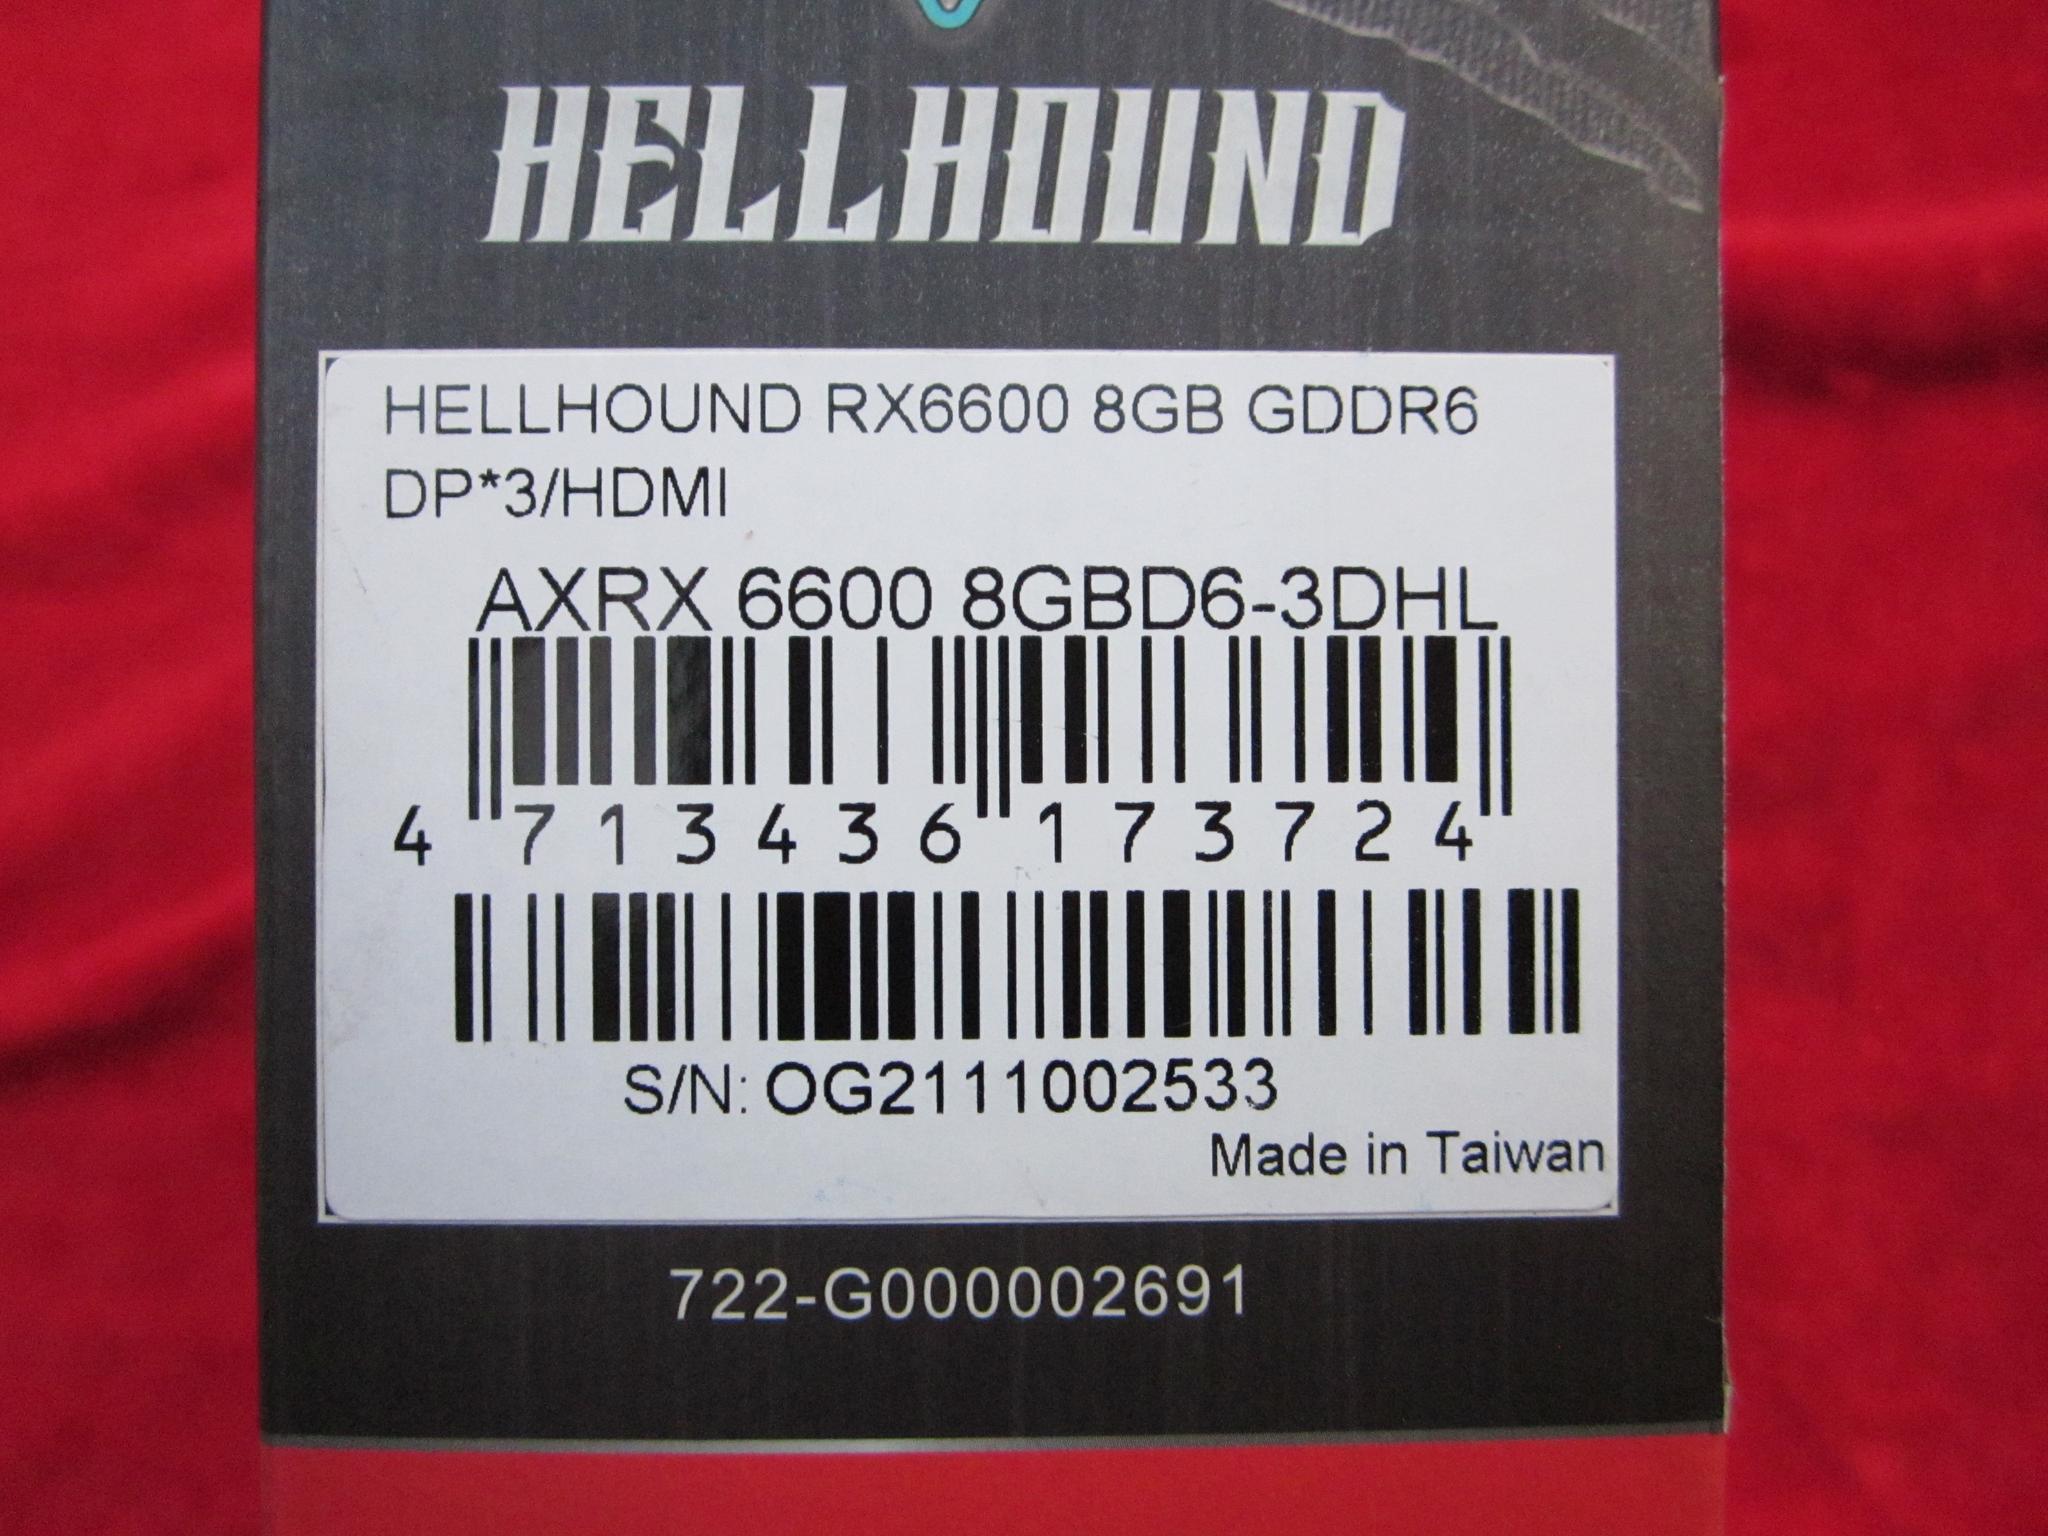 HELLHOUND
HELLHOUND RX6600 8GB GDDR6
DP*3/HDMI
AXRX 6600 8GBD6-3DHL
4 713436 173724
S/N: OG2111002533
Made in Taiwan
722-G000002691